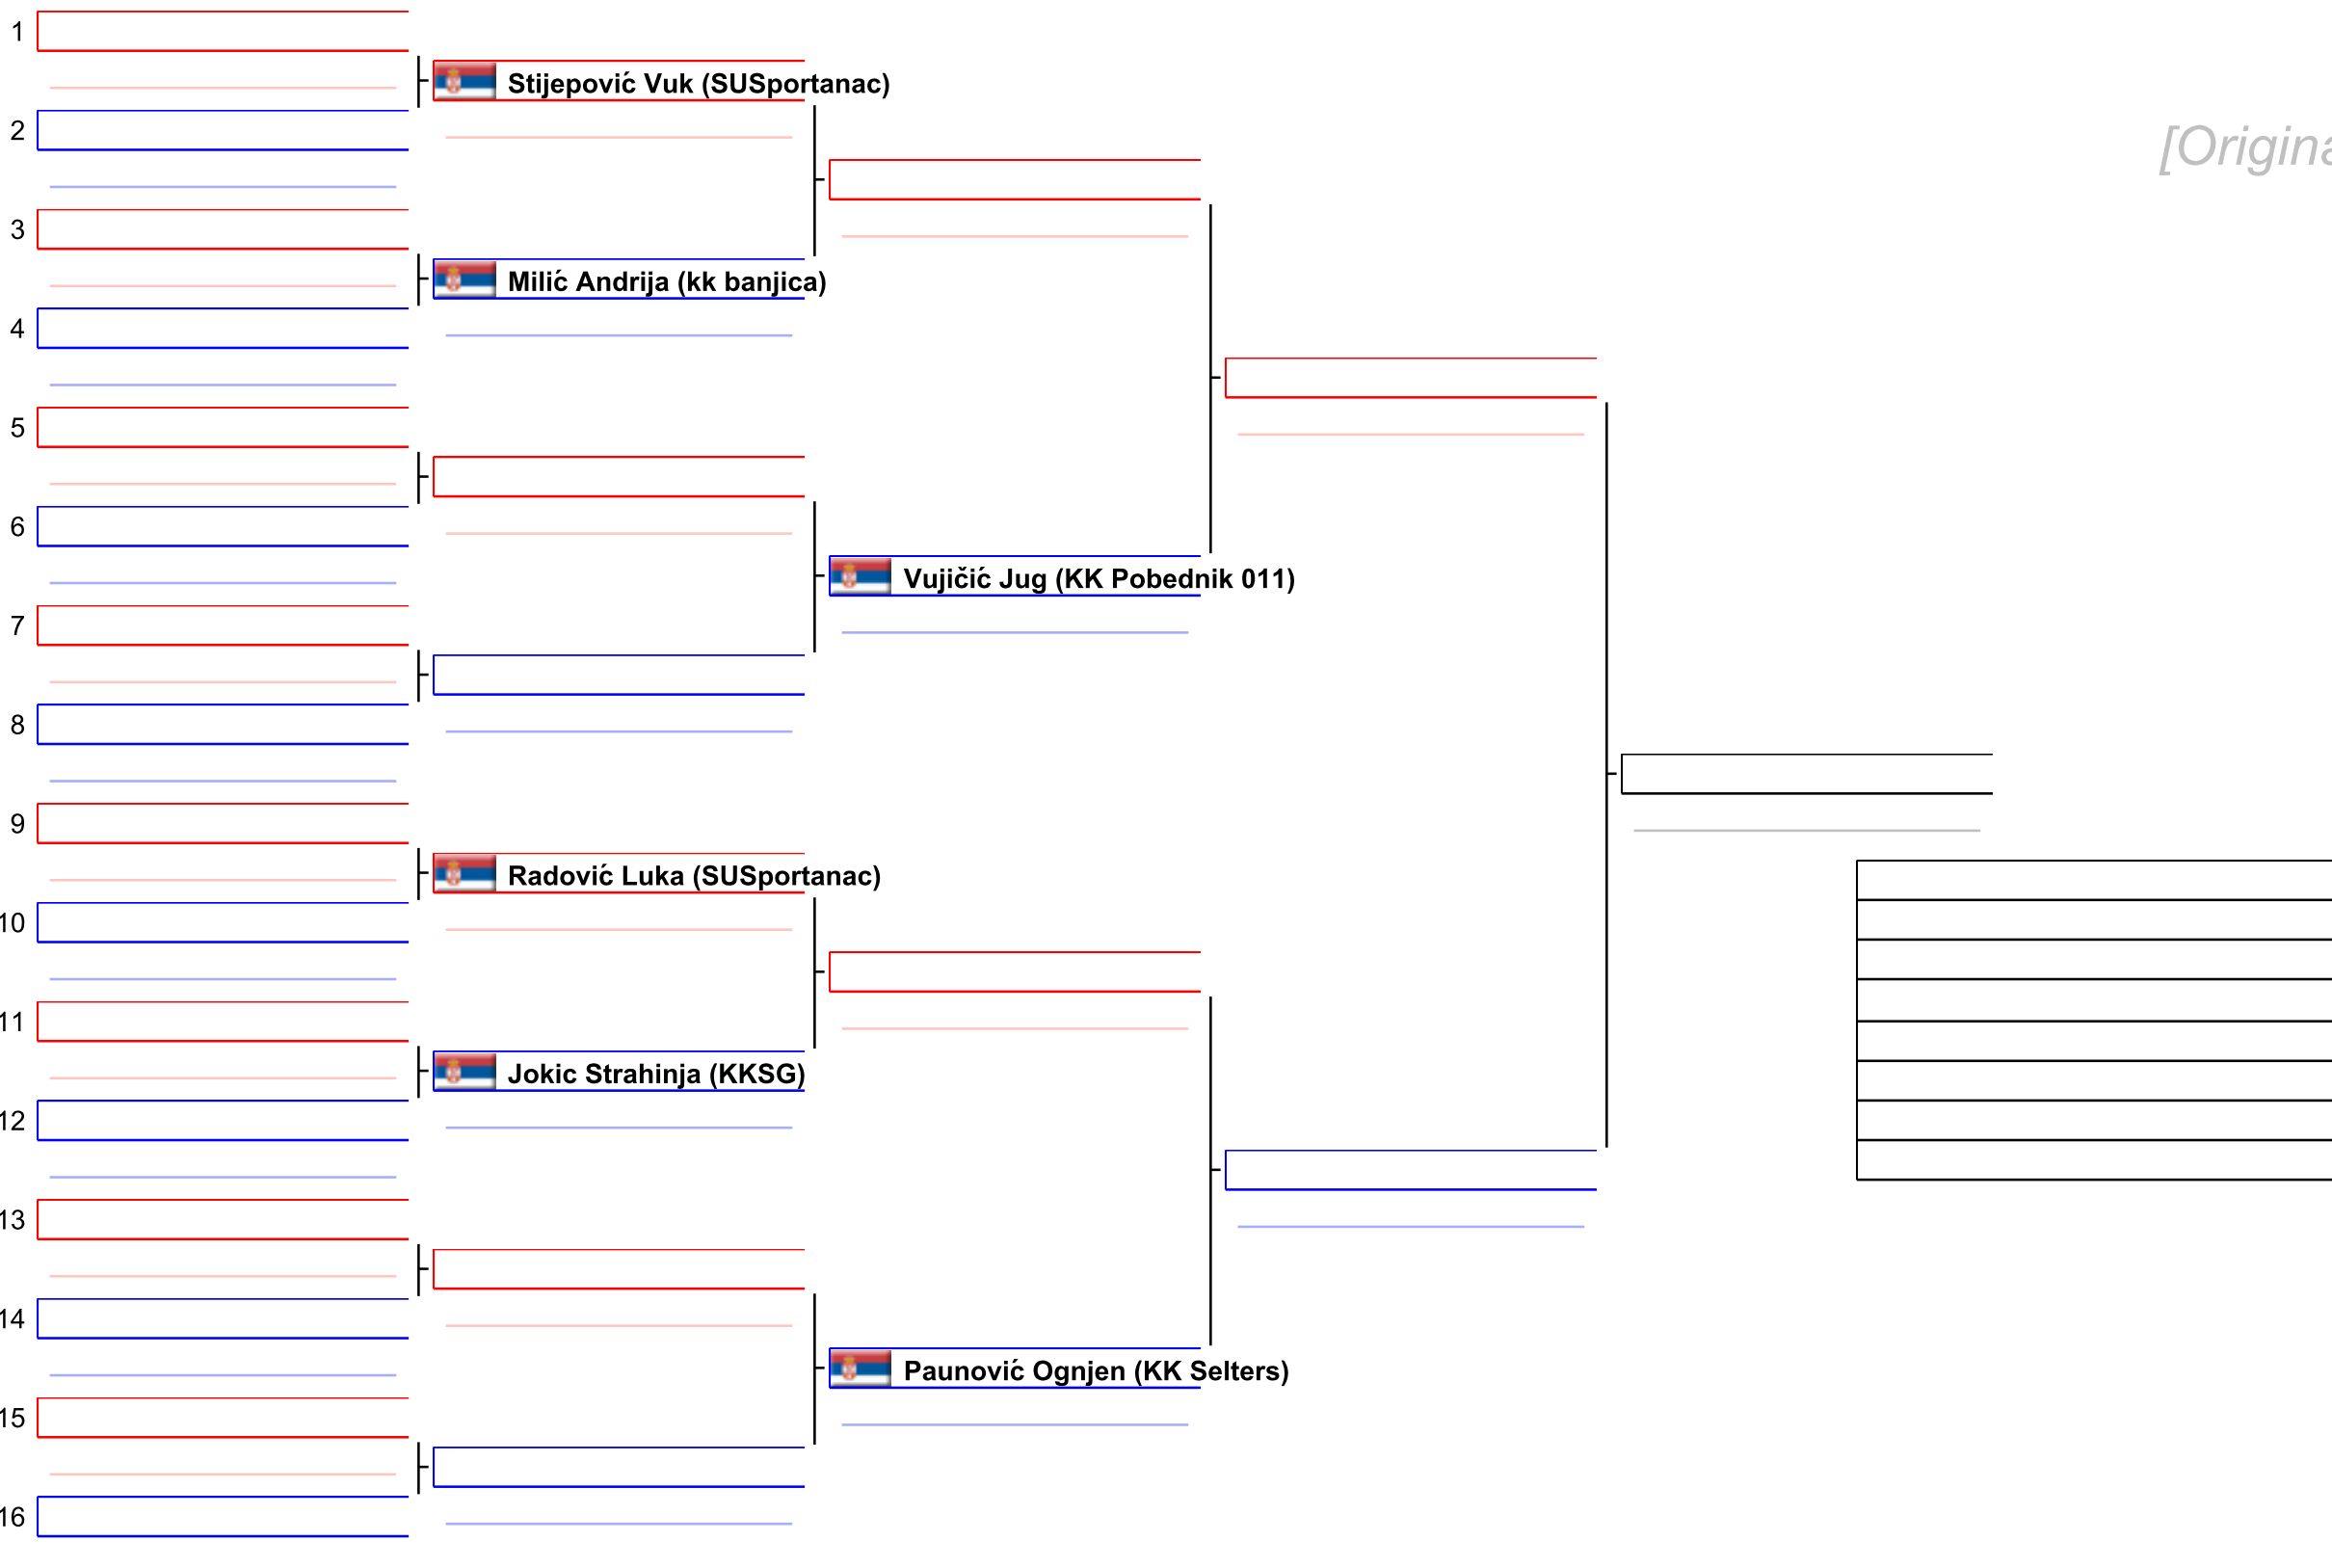 1
Stijepović Vuk (SUSportanac)
2
[Origina
3
Milić Andrija (kk banjica)
4
5
6
Vujičić Jug (KK Pobednik 011)
7
8
9
Radović Luka (SUSportanac)
10
11
Jokic Strahinja (KKSG)
12
13
14
Paunović Ognjen (KK Selters)
15
16